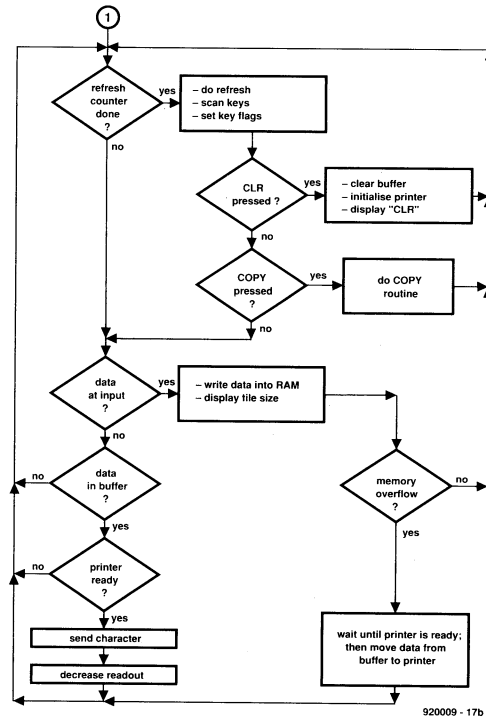 1
refresh
counter
done
?
yes
– do refresh
– scan keys
– set key flags
no
CLR
pressed ?
yes
– clear buffer
– initialise printer
– display "CLR"
no
COPY
pressed
?
yes
do COPY
routine
no
data
at input
?
yes
– write data into RAM
– display file size
no
data
in buffer
?
no
yes
memory
overflow
?
no
yes
printer
ready
?
no
yes
send character
decrease readout
wait until printer is ready;
then move data from
buffer to printer
920009 - 17b